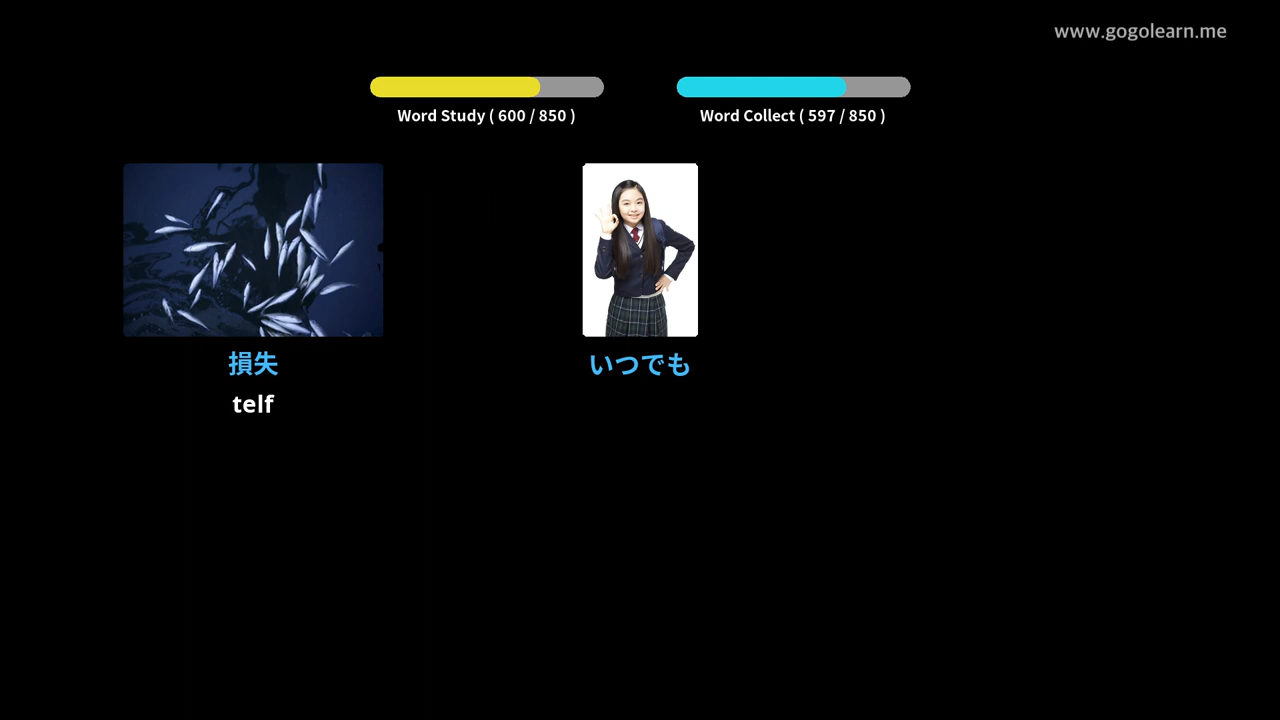 www.gogolearn.me
Word Study ( 600 / 850 )
Word Collect ( 597 / 850 )
損失
telf
いつでも